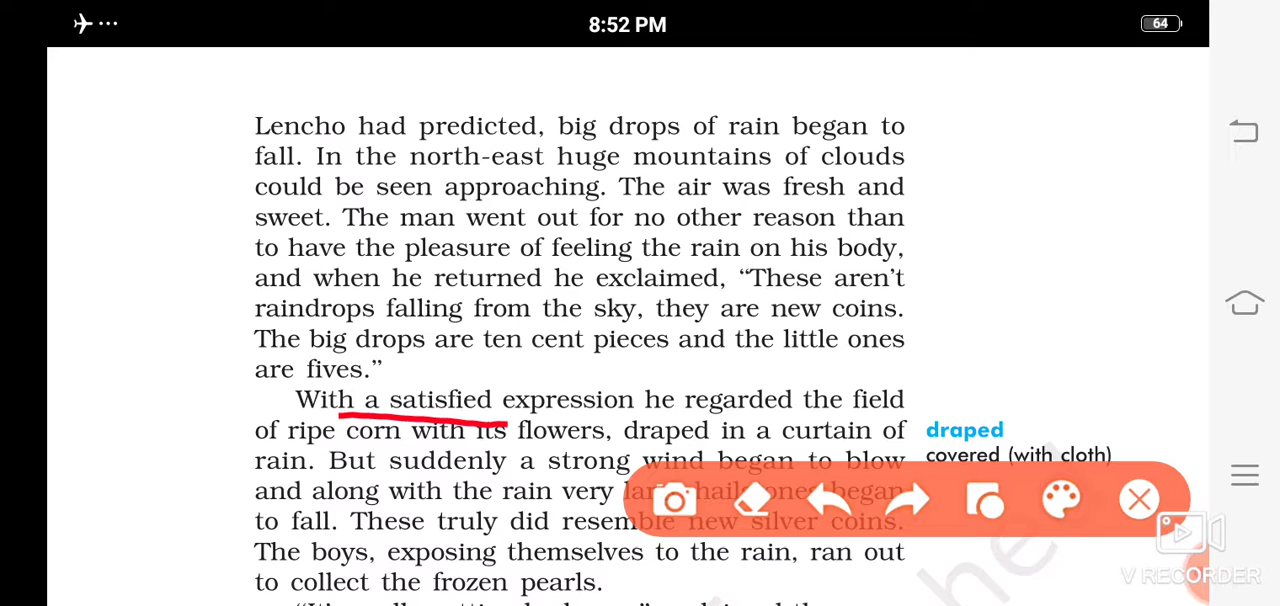 8:52 PM
64
Lencho had predicted, big drops of rain began to
fall. In the north-east huge mountains of clouds
could be seen approaching. The air was fresh and
sweet. The man went out for no other reason than
to have the pleasure of feeling the rain on his body,
and when he returned he exclaimed, “These aren’t
raindrops falling from the sky, they are new coins.
The big drops are ten cent pieces and the little ones
are fives.”
With a satisfied expression he regarded the field
of ripe corn with its flowers, draped in a curtain of
rain. But suddenly a strong wind began to blow
and along with the rain very large hailstones began
to fall. These truly did resemble new silver coins.
The boys, exposing themselves to the rain, ran out
to collect the frozen pearls.
draped
covered (with cloth)
V RECORDER